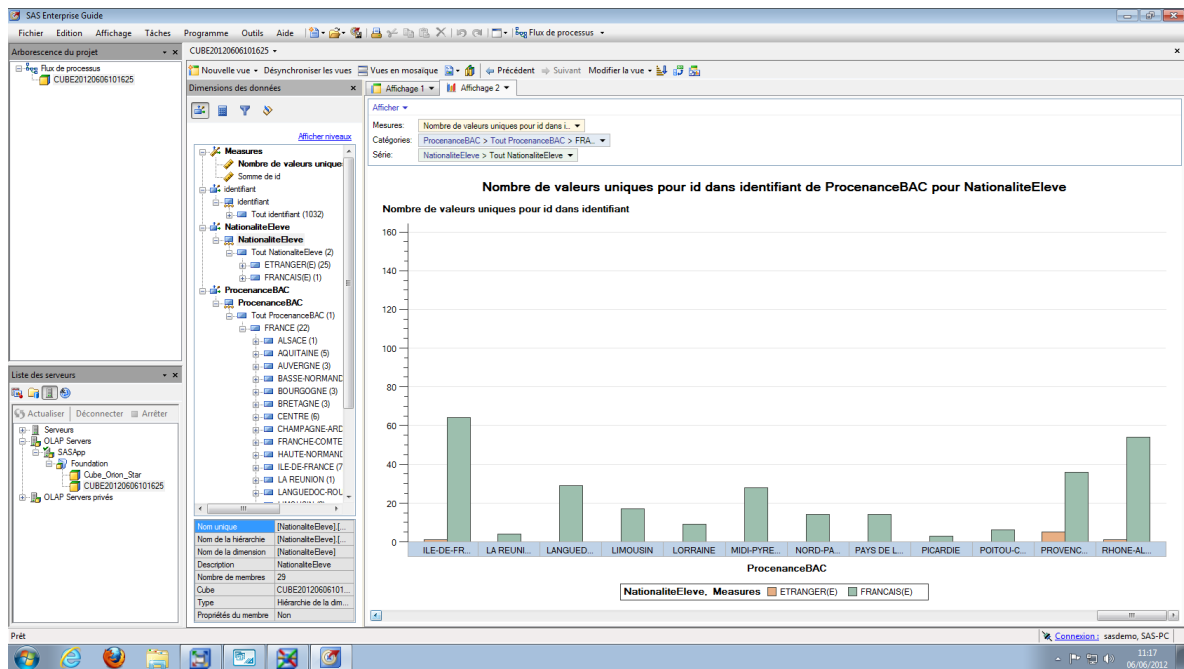 SAS Enterprise Guide
Fichier Edition Affichage Tâches Programme Outils Aide Flux de processus
Arborescence du projet
Flux de processus
CUBE20120606101625
CUBE20120606101625
Nouvelle vue Désynchroniser les vues Vues en mosaïque Précédent Suivant Modifier la vue
Dimensions des données
Afficher niveaux
Measures
Nombre de valeurs unique
Somme de id
identifiant
identifiant
Tout identifiant (1032)
NationaliteEleve
NationaliteEleve
Tout NationaliteEleve (2)
ETRANGER(E) (25)
FRANCAIS(E) (1)
ProcenanceBAC
ProcenanceBAC
Tout ProcenanceBAC (1)
FRANCE (22)
ALSACE (1)
AQUITAINE (5)
AUVERGNE (3)
BASSE-NORMAND
BOURGOGNE (3)
BRETAGNE (3)
CENTRE (6)
CHAMPAGNE-ARD
FRANCHE-COMTE
HAUTE-NORMAND
ILE-DE-FRANCE (7
LA REUNION (1)
LANGUEDOC-ROU
Nom unique [NationaliteEleve].[...
Nom de la hiérarchie [NationaliteEleve].[...
Nom de la dimension [NationaliteEleve]
Description NationaliteEleve
Nombre de membres 29
Cube CUBE20120606101...
Type Hiérarchie de la dim...
Propriétés du membre Non
Liste des serveurs
Actualiser Déconnecter Arrêter
Serveurs
OLAP Servers
SASApp
Foundation
Cube_Orion_Star
CUBE20120606101625
OLAP Servers privés
Affichage 1 Affichage 2
Afficher
Mesures: Nombre de valeurs uniques pour id dans i...
Catégories: ProcenanceBAC > Tout ProcenanceBAC > FRA...
Série: NationaliteEleve > Tout NationaliteEleve
Nombre de valeurs uniques pour id dans identifiant de ProcenanceBAC pour NationaliteEleve
Nombre de valeurs uniques pour id dans identifiant
160
140
120
100
80
60
40
20
0
ILE-DE-FR... LA REUNI... LANGUED... LIMOUSIN LORRAINE MIDI-PYRE... NORD-PA... PAYS DE L... PICARDIE POITOU-C... PROVENC... RHONE-AL...
ProcenanceBAC
NationaliteEleve, Measures ETRANGER(E) FRANCAIS(E)
Prêt
Connexion : sasdemo, SAS-PC
11:17
06/06/2012